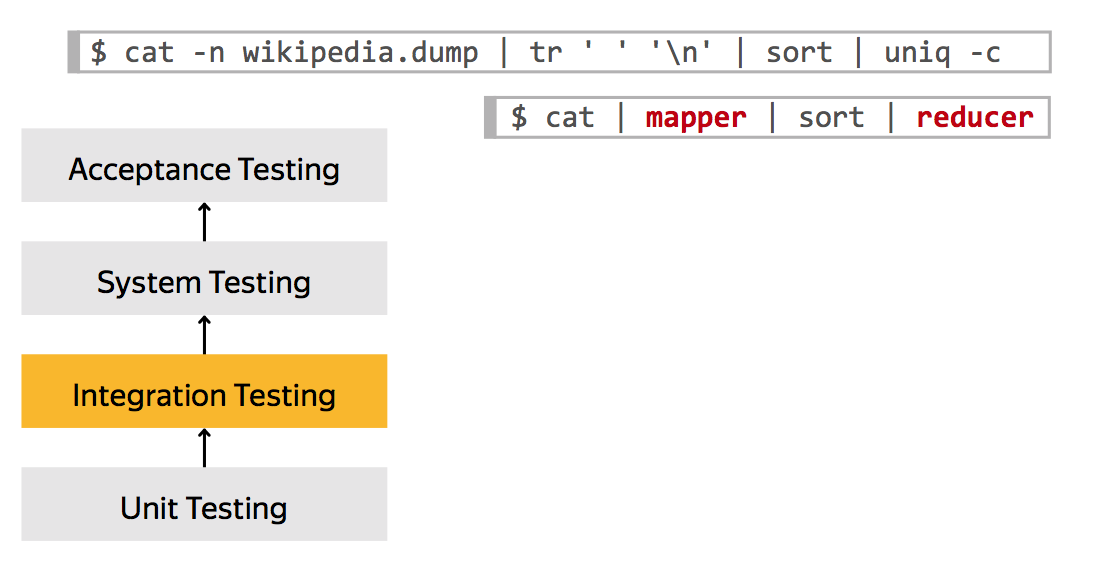 $ cat -n wikipedia.dump | tr ' ' '\n' | sort | uniq -c
$ cat | mapper | sort | reducer
Acceptance Testing
System Testing
Integration Testing
Unit Testing